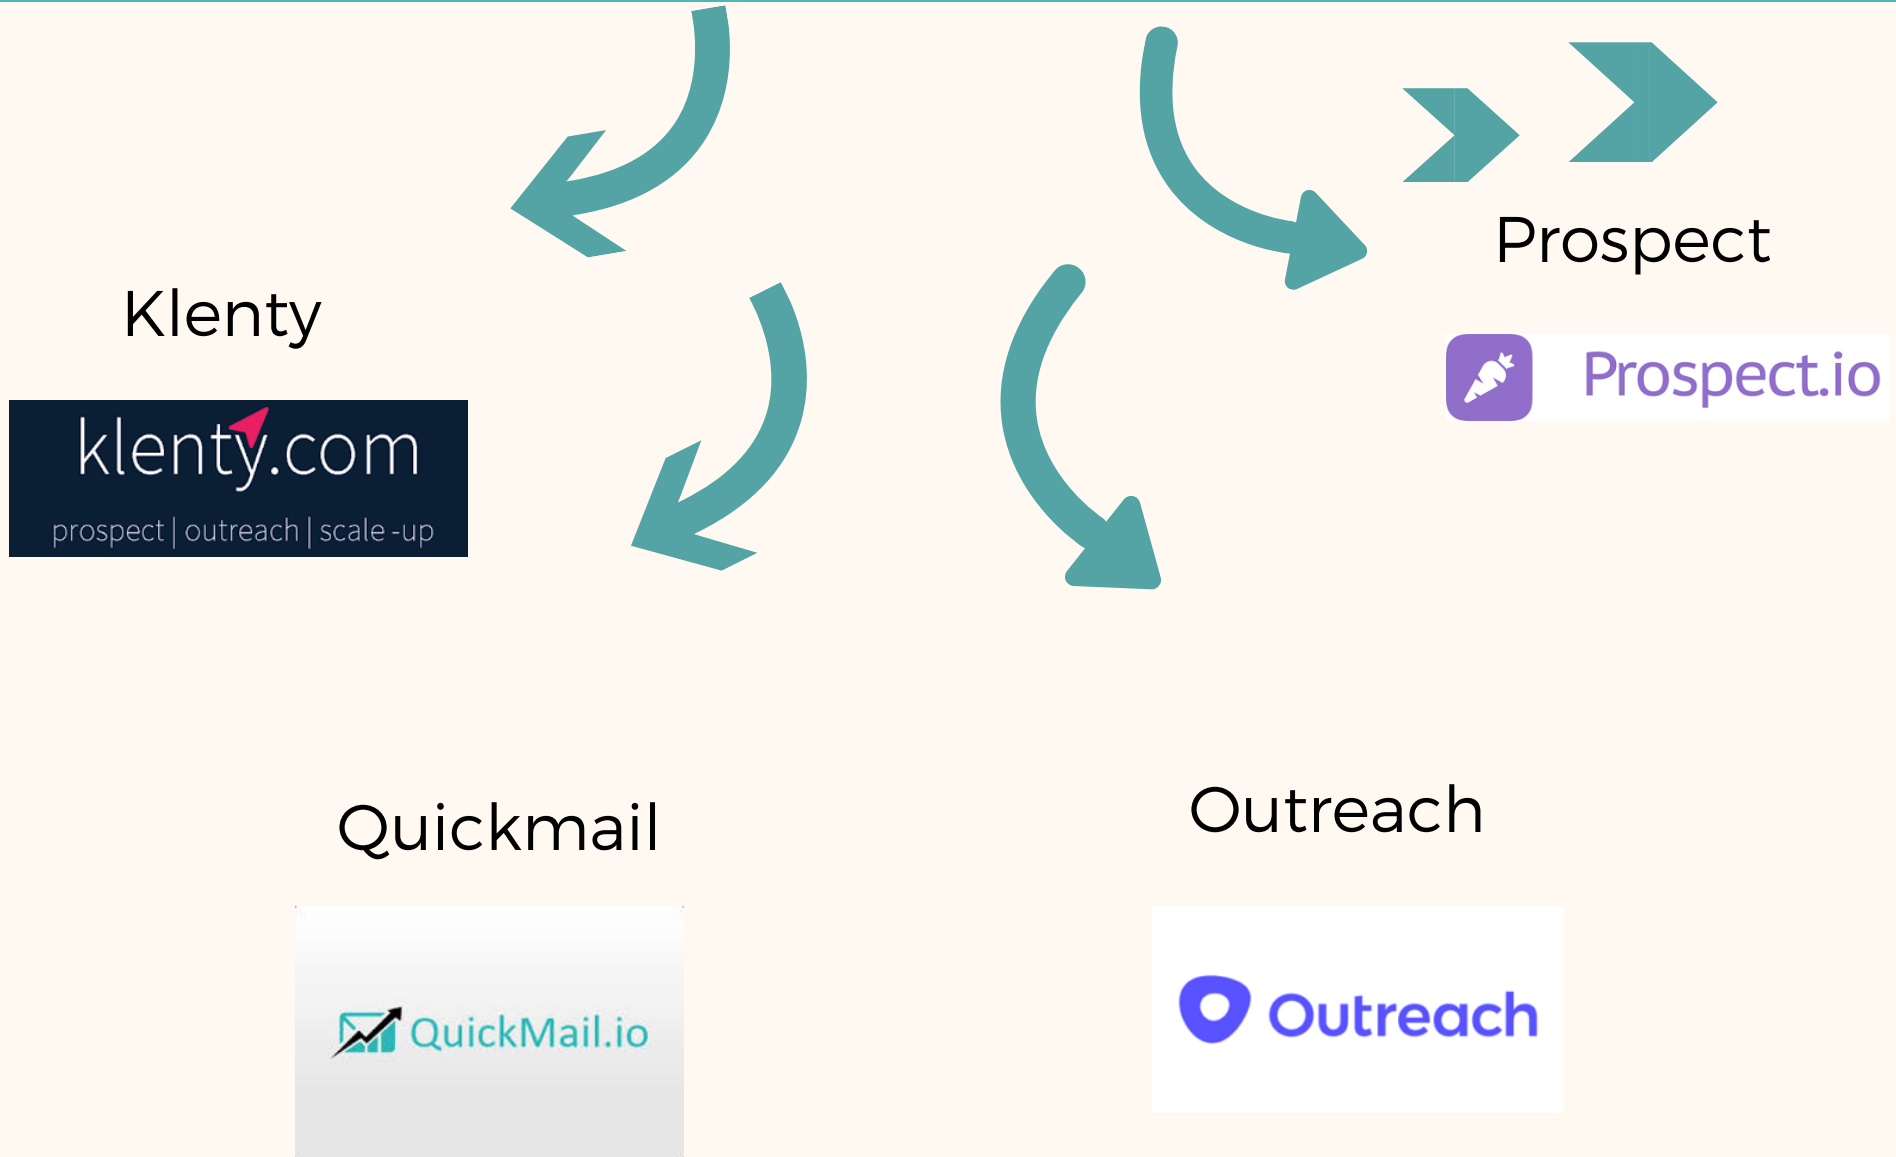 Prospect
Prospect.io
Klenty
klenty.com
prospect | outreach | scale -up
Quickmail
QuickMail.io
Outreach
Outreach